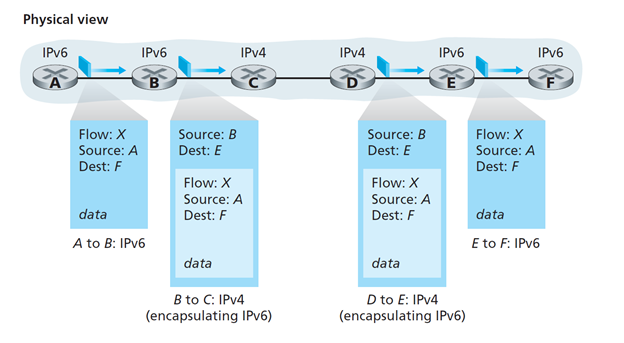 Physical view
IPv6
IPv6
IPv4
IPv4
IPv6
IPv6
A
B
C
D
E
F
Flow: X
Source: A
Dest: F
data
A to B: IPv6
Source: B
Dest: E
Flow: X
Source: A
Dest: F
data
B to C: IPv4
(encapsulating IPv6)
Source: B
Dest: E
Flow: X
Source: A
Dest: F
data
D to E: IPv4
(encapsulating IPv6)
Flow: X
Source: A
Dest: F
data
E to F: IPv6